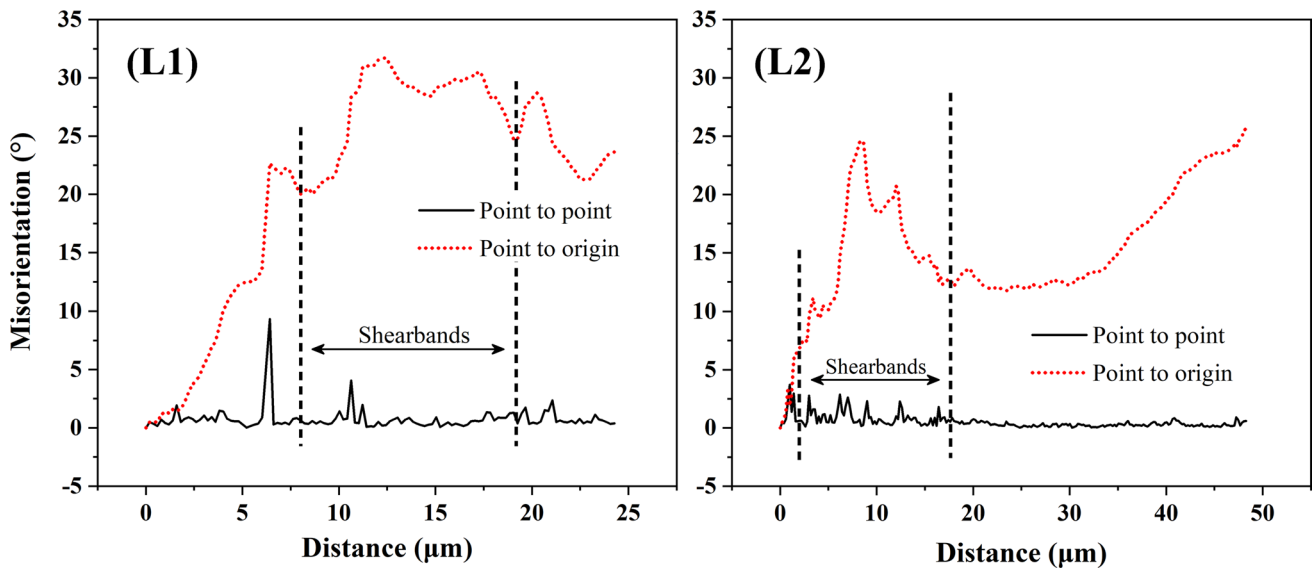 (L1)
35
30
25
20
15
10
5
0
-5
Misorientation (°)
Point to point
Point to origin
Shearbands
0 5 10 15 20 25
Distance (μm)
(L2)
35
30
25
20
15
10
5
0
-5
Point to point
Point to origin
Shearbands
0 10 20 30 40 50
Distance (μm)